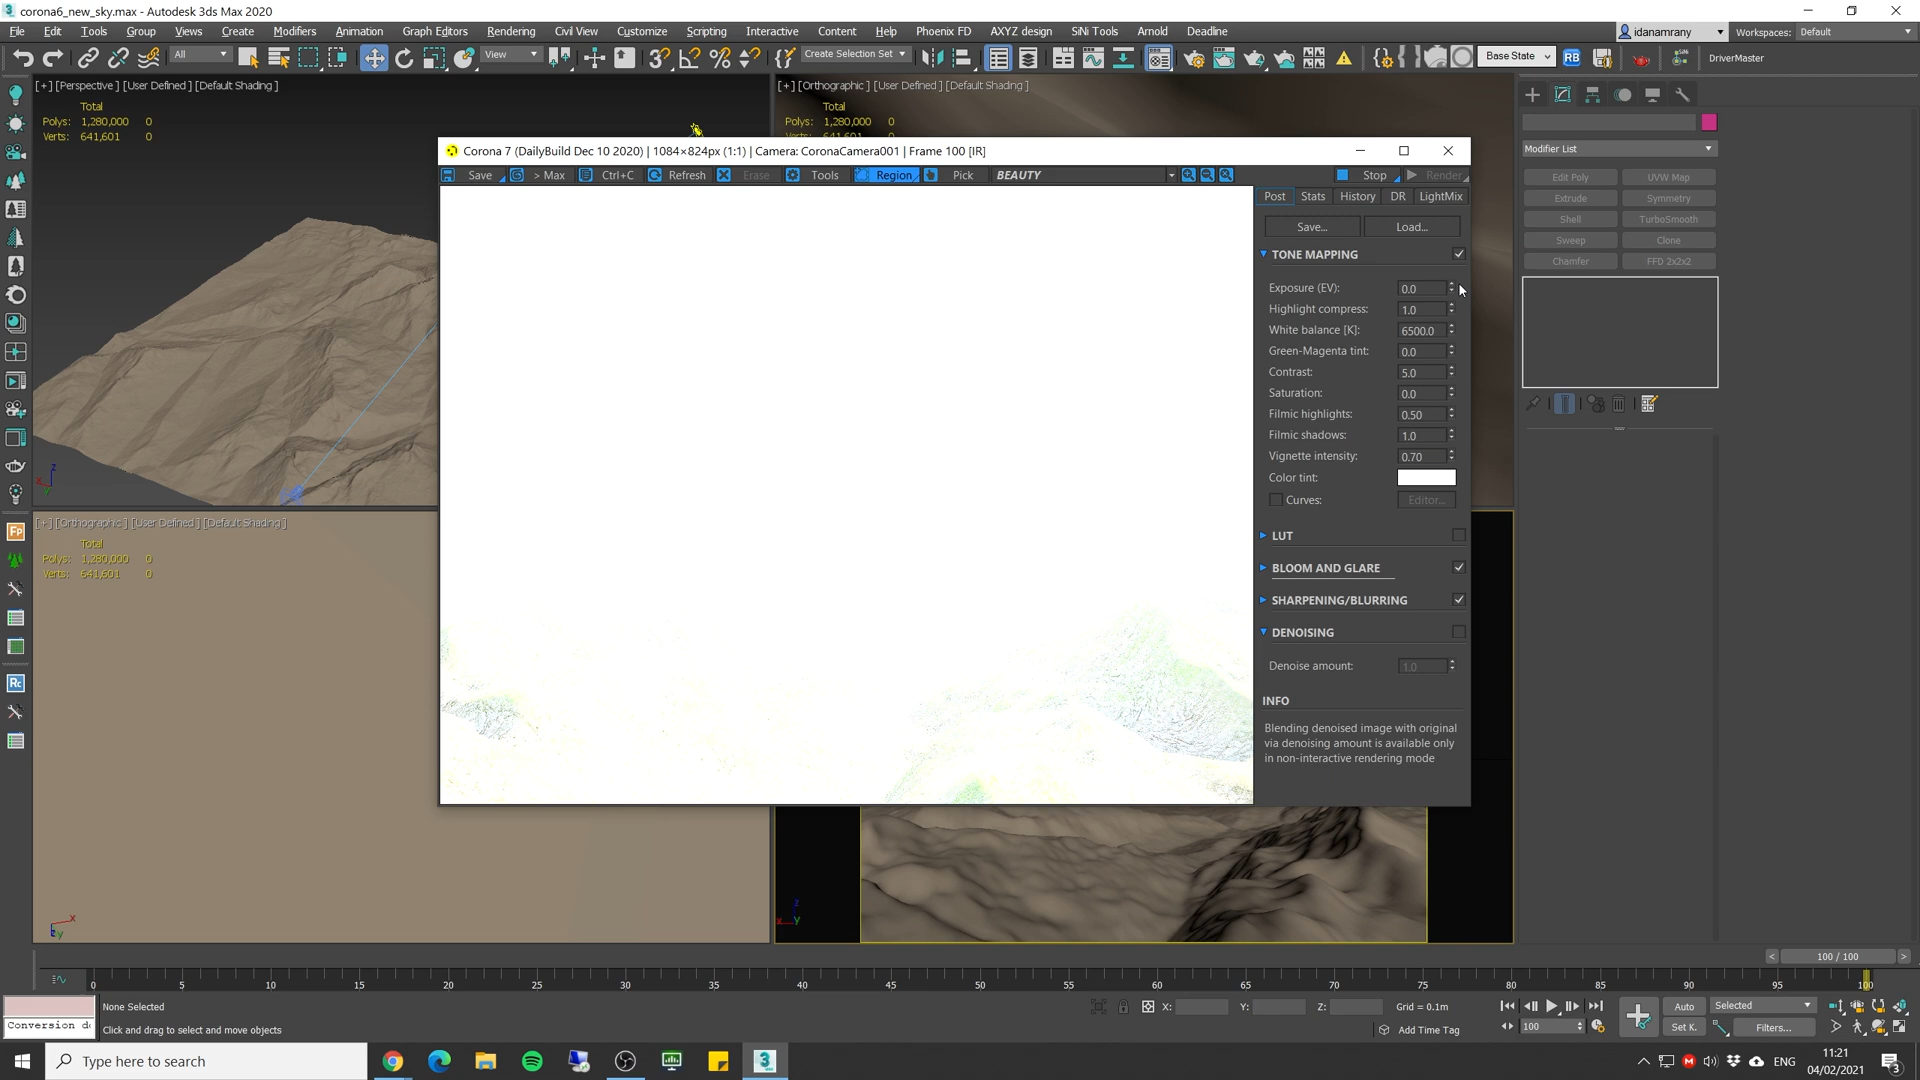 corona6_new_sky.max - Autodesk 3ds Max 2020
File Edit Tools Group Views Create Modifiers Animation Graph Editors Rendering Civil View Customize Scripting Interactive Content Help Phoenix FD AXYZ design SiNi Tools Arnold Deadline
idanamrany
Workspaces: Default
All
View
Create Selection Set
Base State
RB
DriverMaster
[+] [Perspective] [User Defined] [Default Shading]
Total
Polys: 1,280,000 0
Verts: 641,601 0
[+] [Orthographic] [User Defined] [Default Shading]
Total
Polys: 1,280,000 0
Verts: 641,601 0
Corona 7 (DailyBuild Dec 10 2020) | 1084×824px (1:1) | Camera: CoronaCamera001 | Frame 100 [IR]
Save > Max Ctrl+C Refresh Erase Tools Region Pick BEAUTY Stop Render
Post Stats History DR LightMix
Save... Load...
TONE MAPPING
Exposure (EV): 0.0
Highlight compress: 1.0
White balance [K]: 6500.0
Green-Magenta tint: 0.0
Contrast: 5.0
Saturation: 0.0
Filmic highlights: 0.50
Filmic shadows: 1.0
Vignette intensity: 0.70
Color tint:
Curves: Editor...
LUT
BLOOM AND GLARE
SHARPENING/BLURRING
DENOISING
Denoise amount: 1.0
INFO
Blending denoised image with original
via denoising amount is available only
in non-interactive rendering mode
Modifier List
Edit Poly UVW Map
Extrude Symmetry
Shell TurboSmooth
Sweep Clone
Chamfer FFD 2x2x2
[+] [Orthographic] [User Defined] [Default Shading]
Total
Polys: 1,280,000 0
Verts: 641,601 0
Fp
Rc
z
x
y
x
y
z
x
y
< 100 / 100 >
0 5 10 15 20 25 30 35 40 45 50 55 60 65 70 75 80 85 90 95 100
None Selected
Conversion d
Click and drag to select and move objects
X: Y: Z: Grid = 0.1m
Add Time Tag
100
Auto Selected
Set K. Filters...
Type here to search
3
ENG
11:21
04/02/2021
3